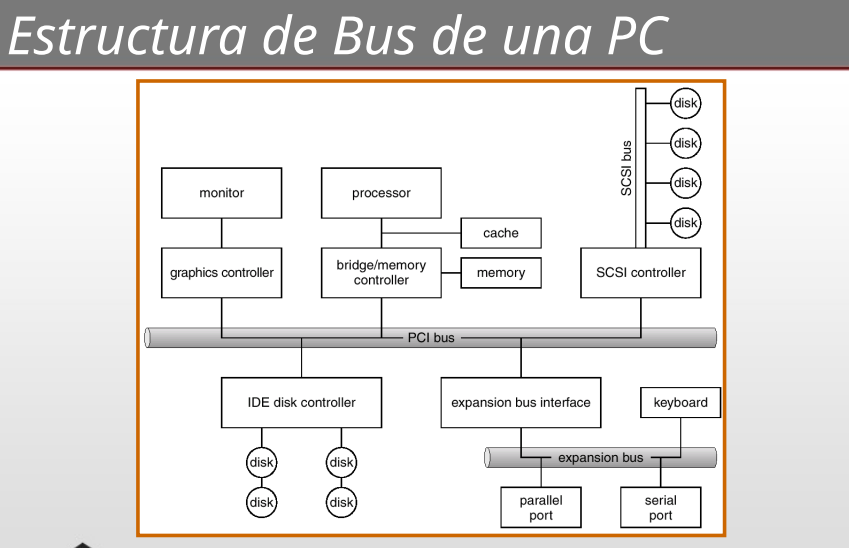 Estructura de Bus de una PC
disk
SCSI bus
disk
disk
disk
monitor
processor
cache
graphics controller
bridge/memory
controller
memory
SCSI controller
PCI bus
IDE disk controller
expansion bus interface
keyboard
disk
disk
expansion bus
disk
disk
parallel
port
serial
port